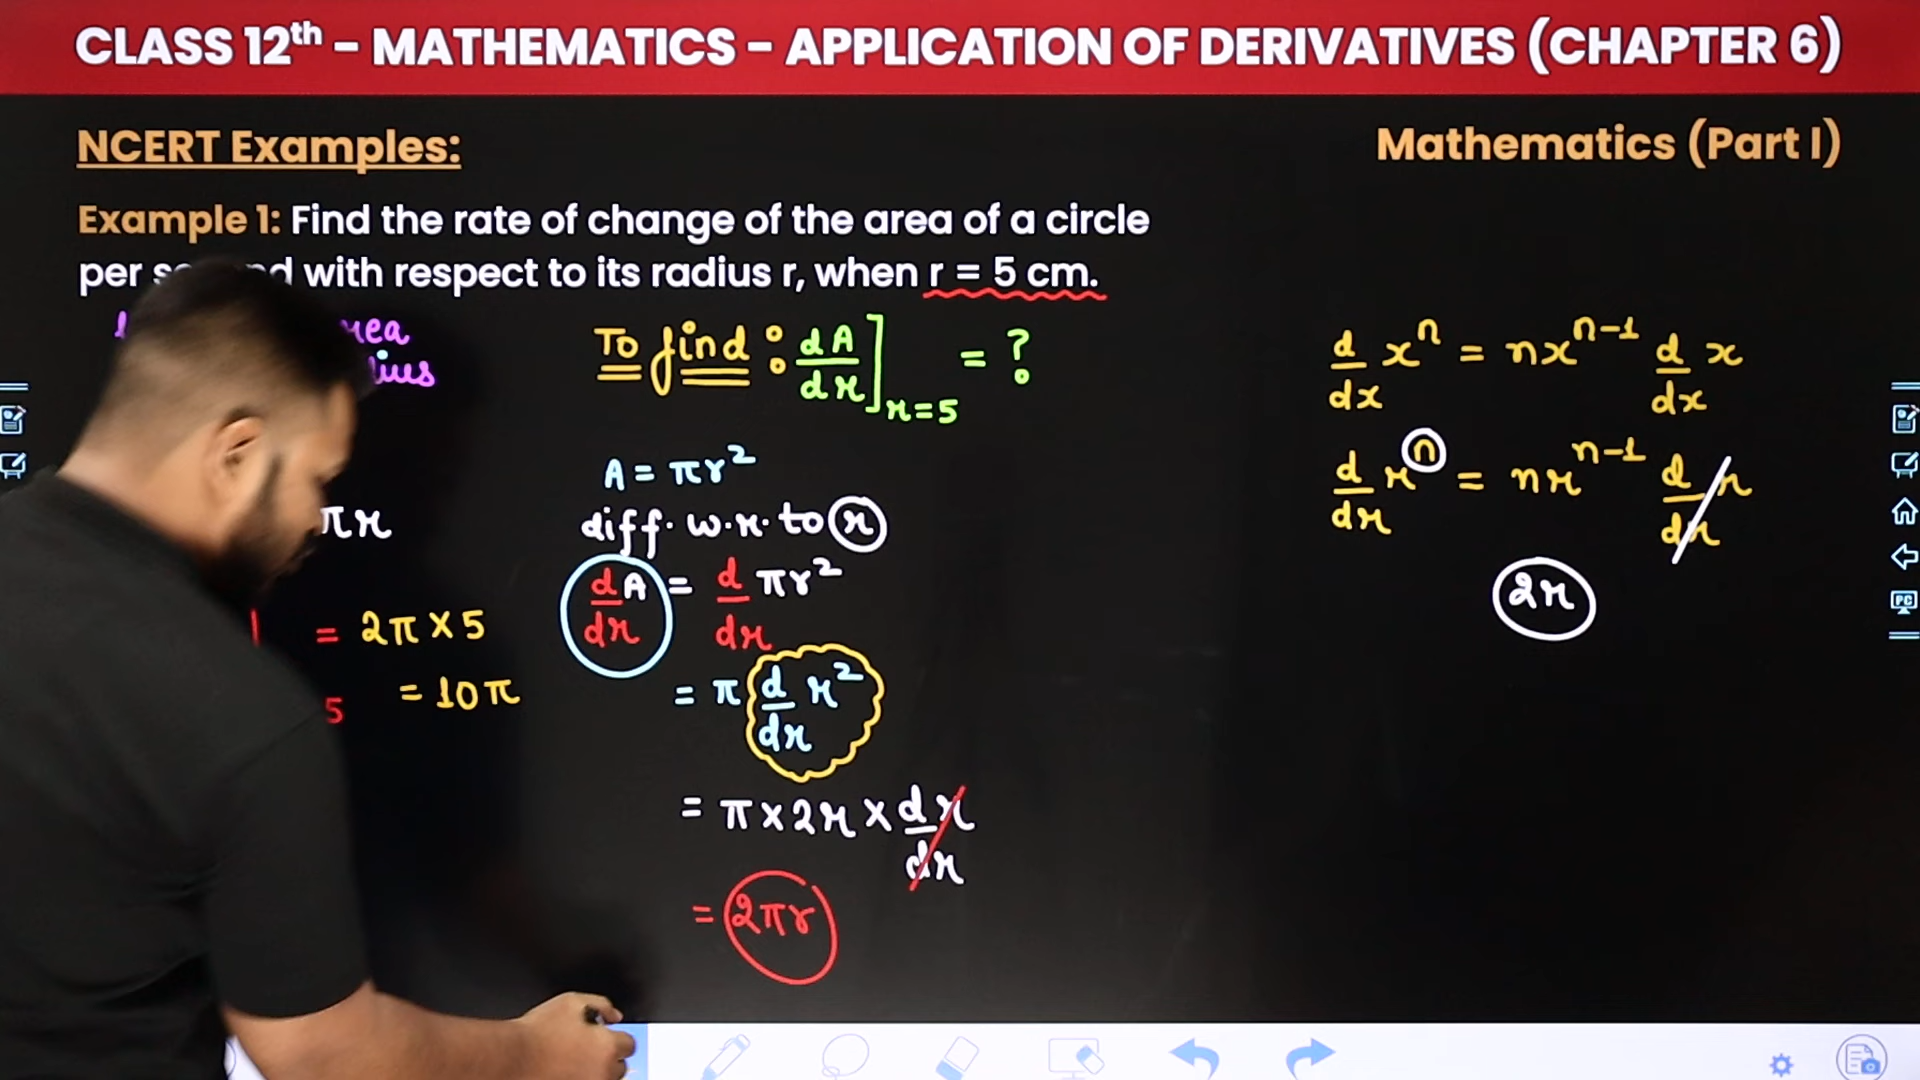 CLASS 12th - MATHEMATICS - APPLICATION OF DERIVATIVES (CHAPTER 6)
NCERT Examples:
Mathematics (Part I)
Example 1: Find the rate of change of the area of a circle
per with respect to its radius r, when r = 5 cm.
To find : dA/dr]r=5 = ?
A = πr²
diff. w.r. to r
d/dr A = d/dr πr²
= π d/dr r²
= π × 2r × dr/dr
= 2πr
πr
= 2π × 5
5
= 10π
d/dx xⁿ = nxⁿ⁻¹ d/dx x
d/dr rⁿ = nrⁿ⁻¹ d/dr r
2r
PC